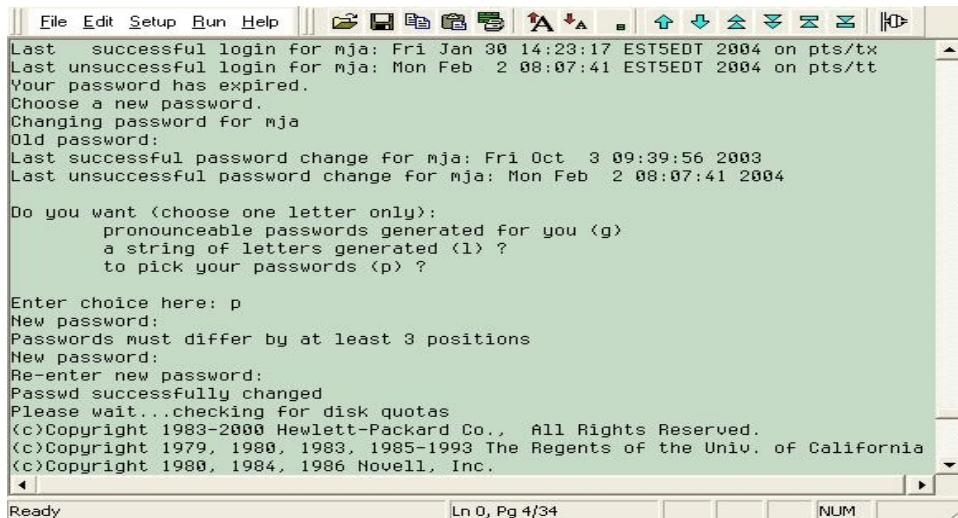 File Edit Setup Run Help
Last   successful login for mja: Fri Jan 30 14:23:17 EST5EDT 2004 on pts/tx
Last unsuccessful login for mja: Mon Feb  2 08:07:41 EST5EDT 2004 on pts/tt
Your password has expired.
Choose a new password.
Changing password for mja
Old password:
Last successful password change for mja: Fri Oct  3 09:39:56 2003
Last unsuccessful password change for mja: Mon Feb  2 08:07:41 2004
Do you want (choose one letter only):
        pronounceable passwords generated for you (g)
        a string of letters generated (l) ?
        to pick your passwords (p) ?
Enter choice here: p
New password:
Passwords must differ by at least 3 positions
New password:
Re-enter new password:
Passwd successfully changed
Please wait...checking for disk quotas
(c)Copyright 1983-2000 Hewlett-Packard Co.,  All Rights Reserved.
(c)Copyright 1979, 1980, 1983, 1985-1993 The Regents of the Univ. of California
(c)Copyright 1980, 1984, 1986 Novell, Inc.
Ready Ln 0, Pg 4/34 NUM